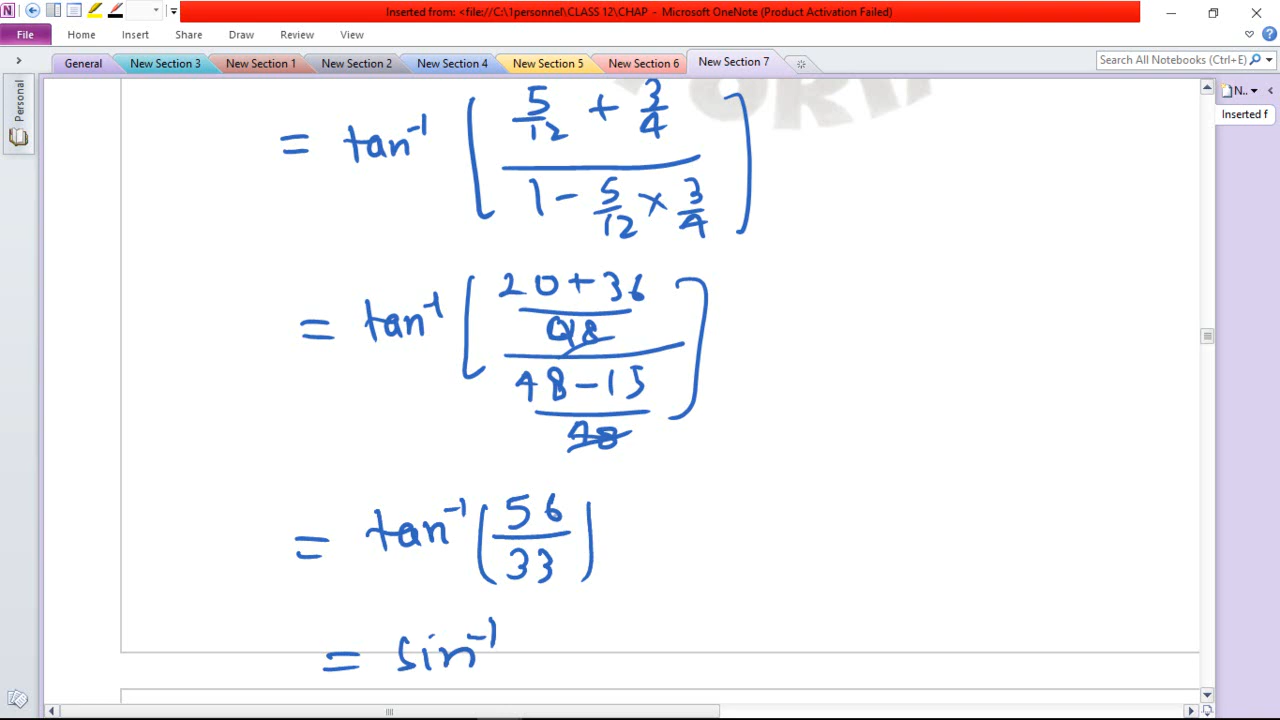 Inserted from: <file://C:\1personnel\CLASS 12\CHAP - Microsoft OneNote (Product Activation Failed)
File Home Insert Share Draw Review View
General New Section 3 New Section 1 New Section 2 New Section 4 New Section 5 New Section 6 New Section 7 Search All Notebooks (Ctrl+E)
Personal
N..
Inserted f
= tan⁻¹ [ (5/12 + 3/4) / (1 - 5/12 × 3/4) ]
= tan⁻¹ [ ((20+36)/48) / ((48-15)/48) ]
= tan⁻¹ (56/33)
= sin⁻¹